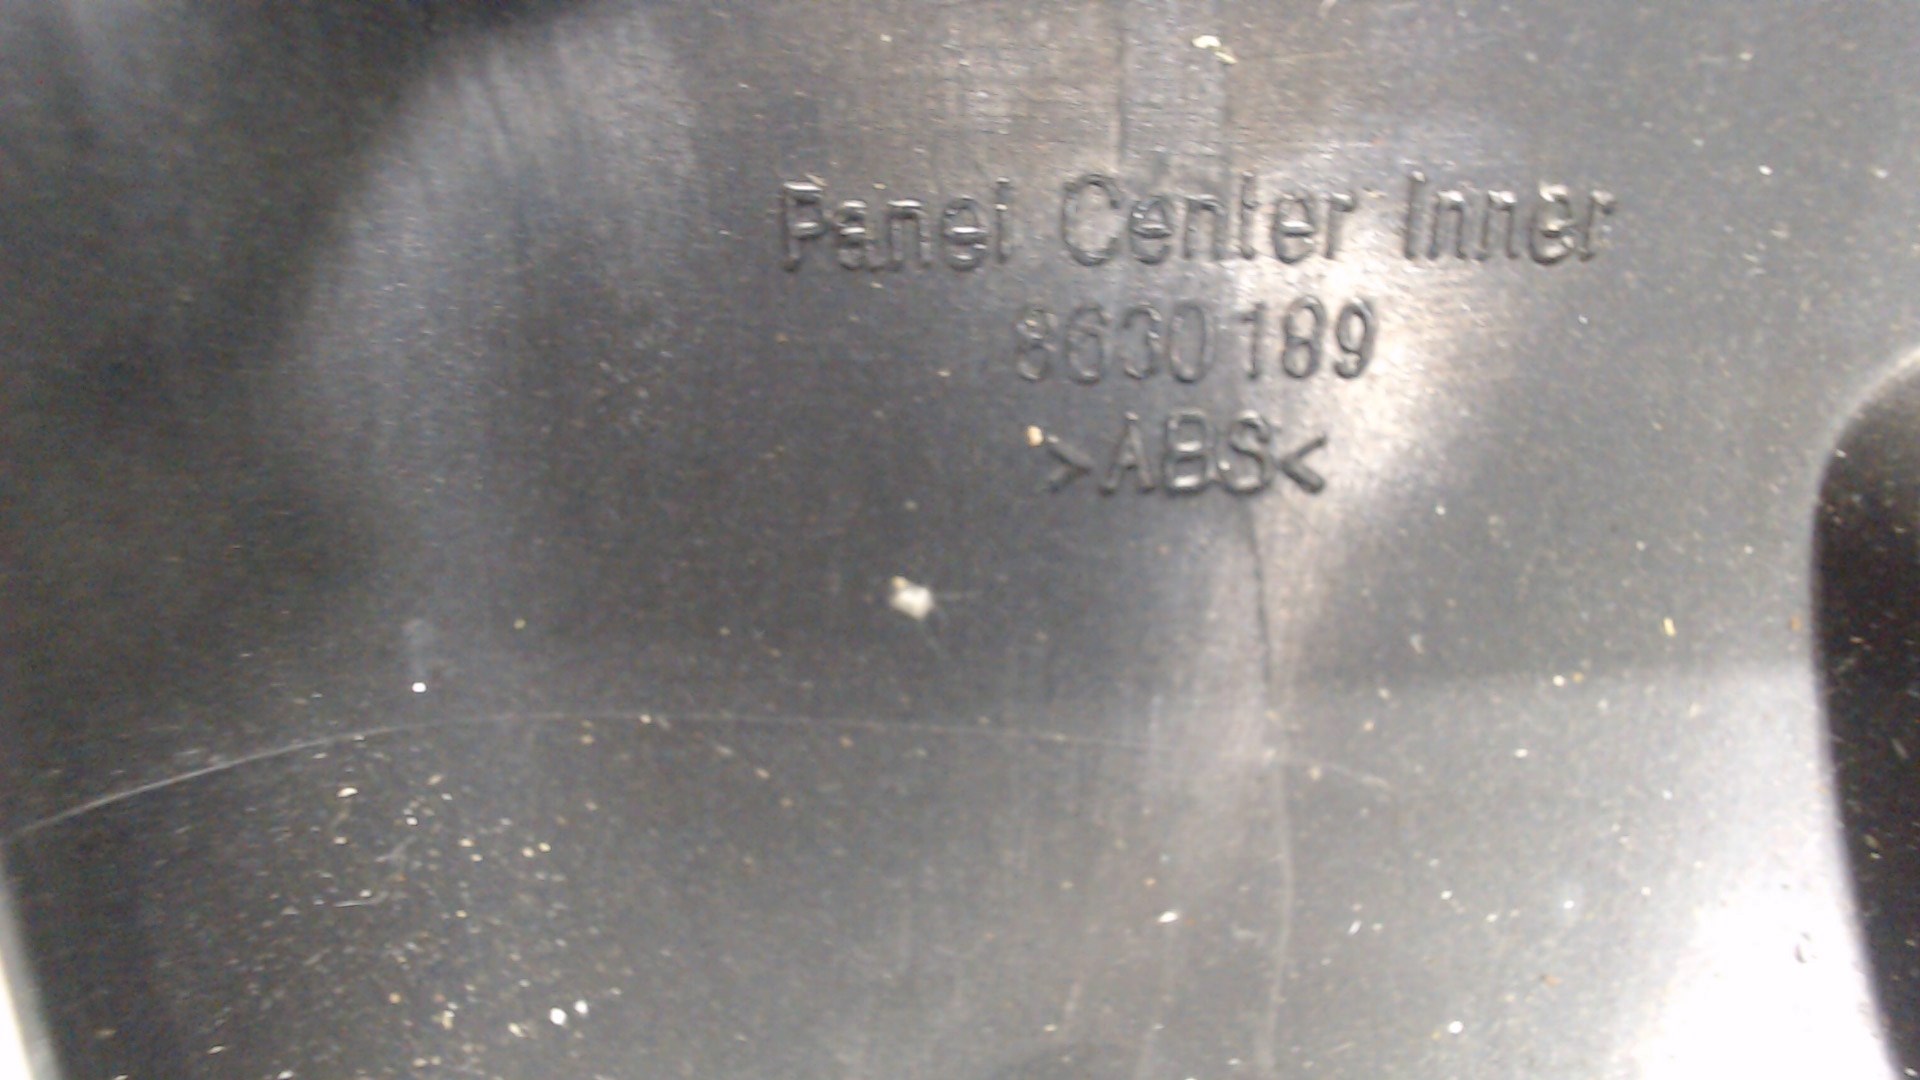 Panel Center Inner
8630189
>ABS<